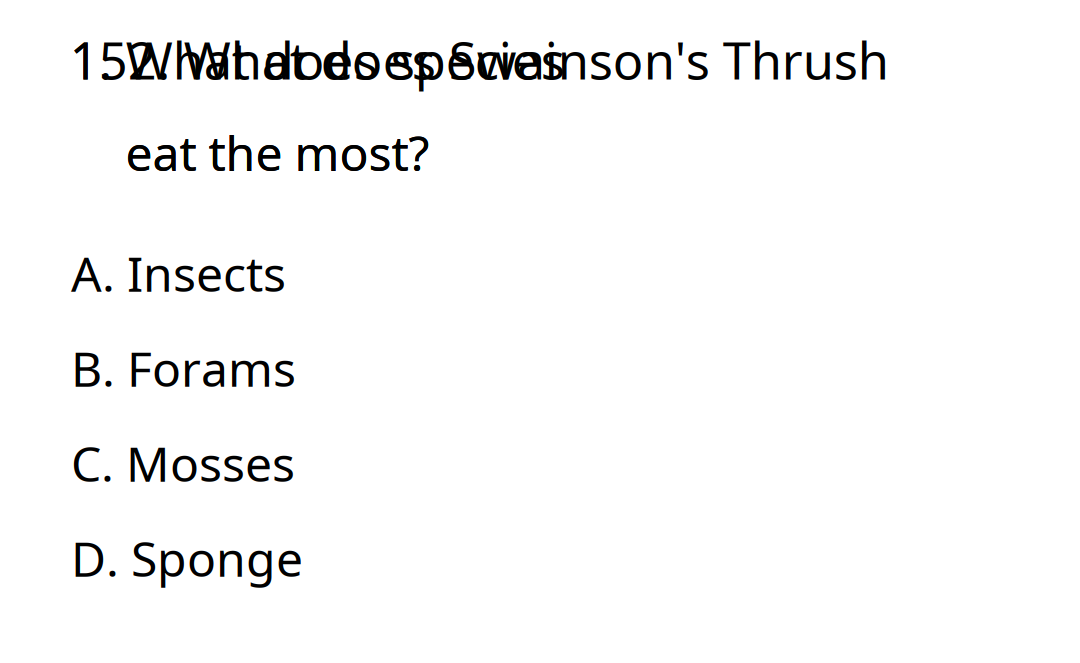 152. What does Swainson's Thrush
eat the most?
A. Insects
B. Forams
C. Mosses
D. Sponge